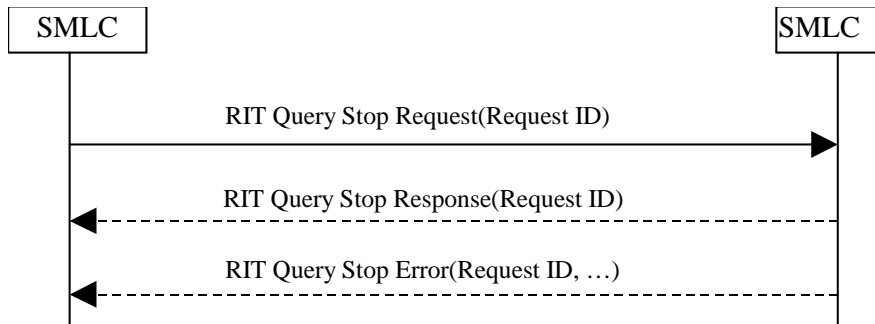 SMLC
SMLC
RIT Query Stop Request(Request ID)
RIT Query Stop Response(Request ID)
RIT Query Stop Error(Request ID, …)